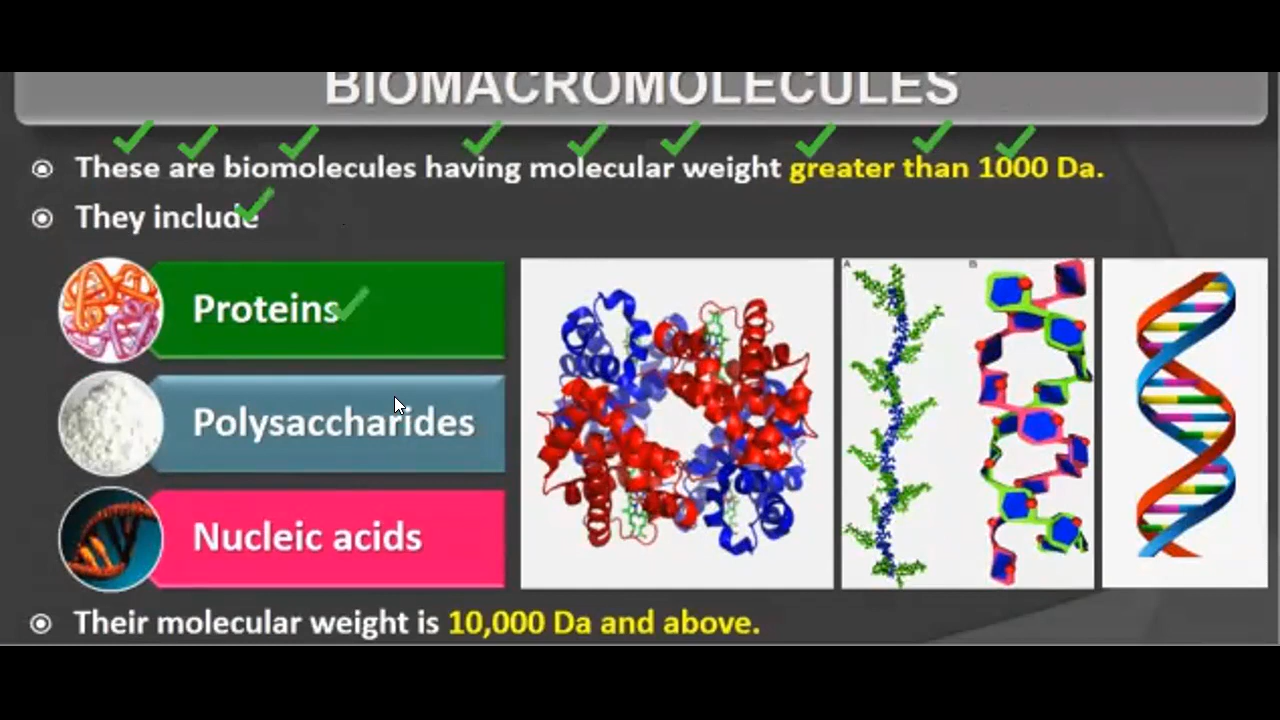 BIOMACROMOLECULES
These are biomolecules having molecular weight greater than 1000 Da.
They include
Proteins
Polysaccharides
Nucleic acids
A B
Their molecular weight is 10,000 Da and above.